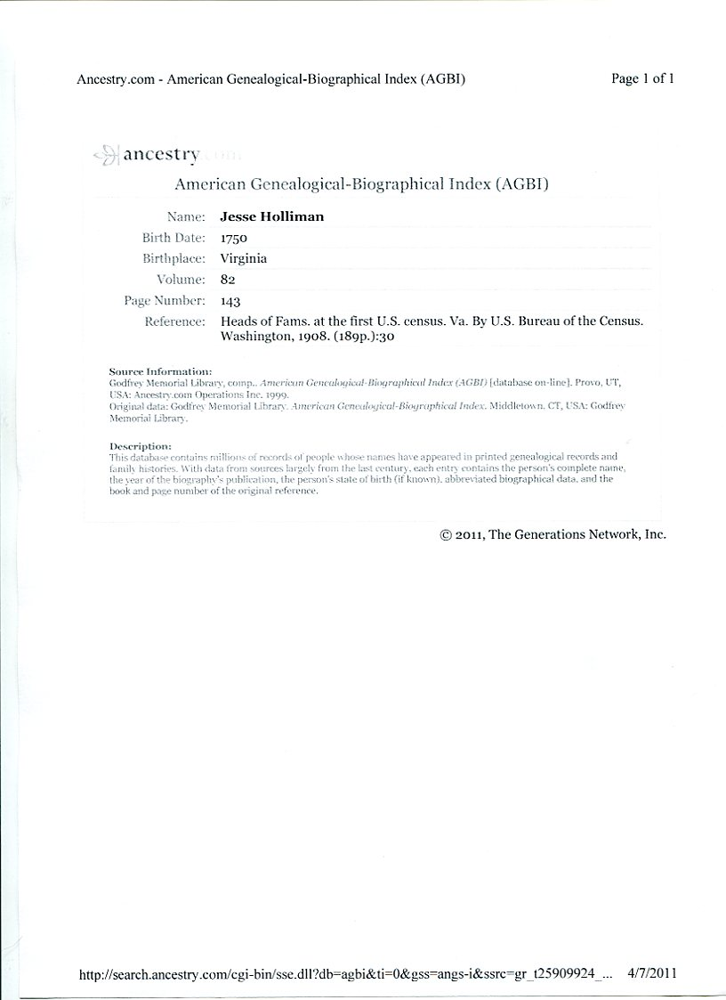 Ancestry.com - American Genealogical-Biographical Index (AGBI) Page 1 of 1
ancestry.com
American Genealogical-Biographical Index (AGBI)
Name: Jesse Holliman
Birth Date: 1750
Birthplace: Virginia
Volume: 82
Page Number: 143
Reference: Heads of Fams. at the first U.S. census. Va. By U.S. Bureau of the Census.
Washington, 1908. (189p.):30
Source Information:
Godfrey Memorial Library, comp.. American Genealogical-Biographical Index (AGBI) [database on-line]. Provo, UT,
USA: Ancestry.com Operations Inc, 1999.
Original data: Godfrey Memorial Library. American Genealogical-Biographical Index. Middletown, CT, USA: Godfrey
Memorial Library.
Description:
This database contains millions of records of people whose names have appeared in printed genealogical records and
family histories. With data from sources largely from the last century, each entry contains the person's complete name,
the year of the biography's publication, the person's state of birth (if known), abbreviated biographical data, and the
book and page number of the original reference.
© 2011, The Generations Network, Inc.
http://search.ancestry.com/cgi-bin/sse.dll?db=agbi&ti=0&gss=angs-i&ssrc=gr_t25909924_... 4/7/2011